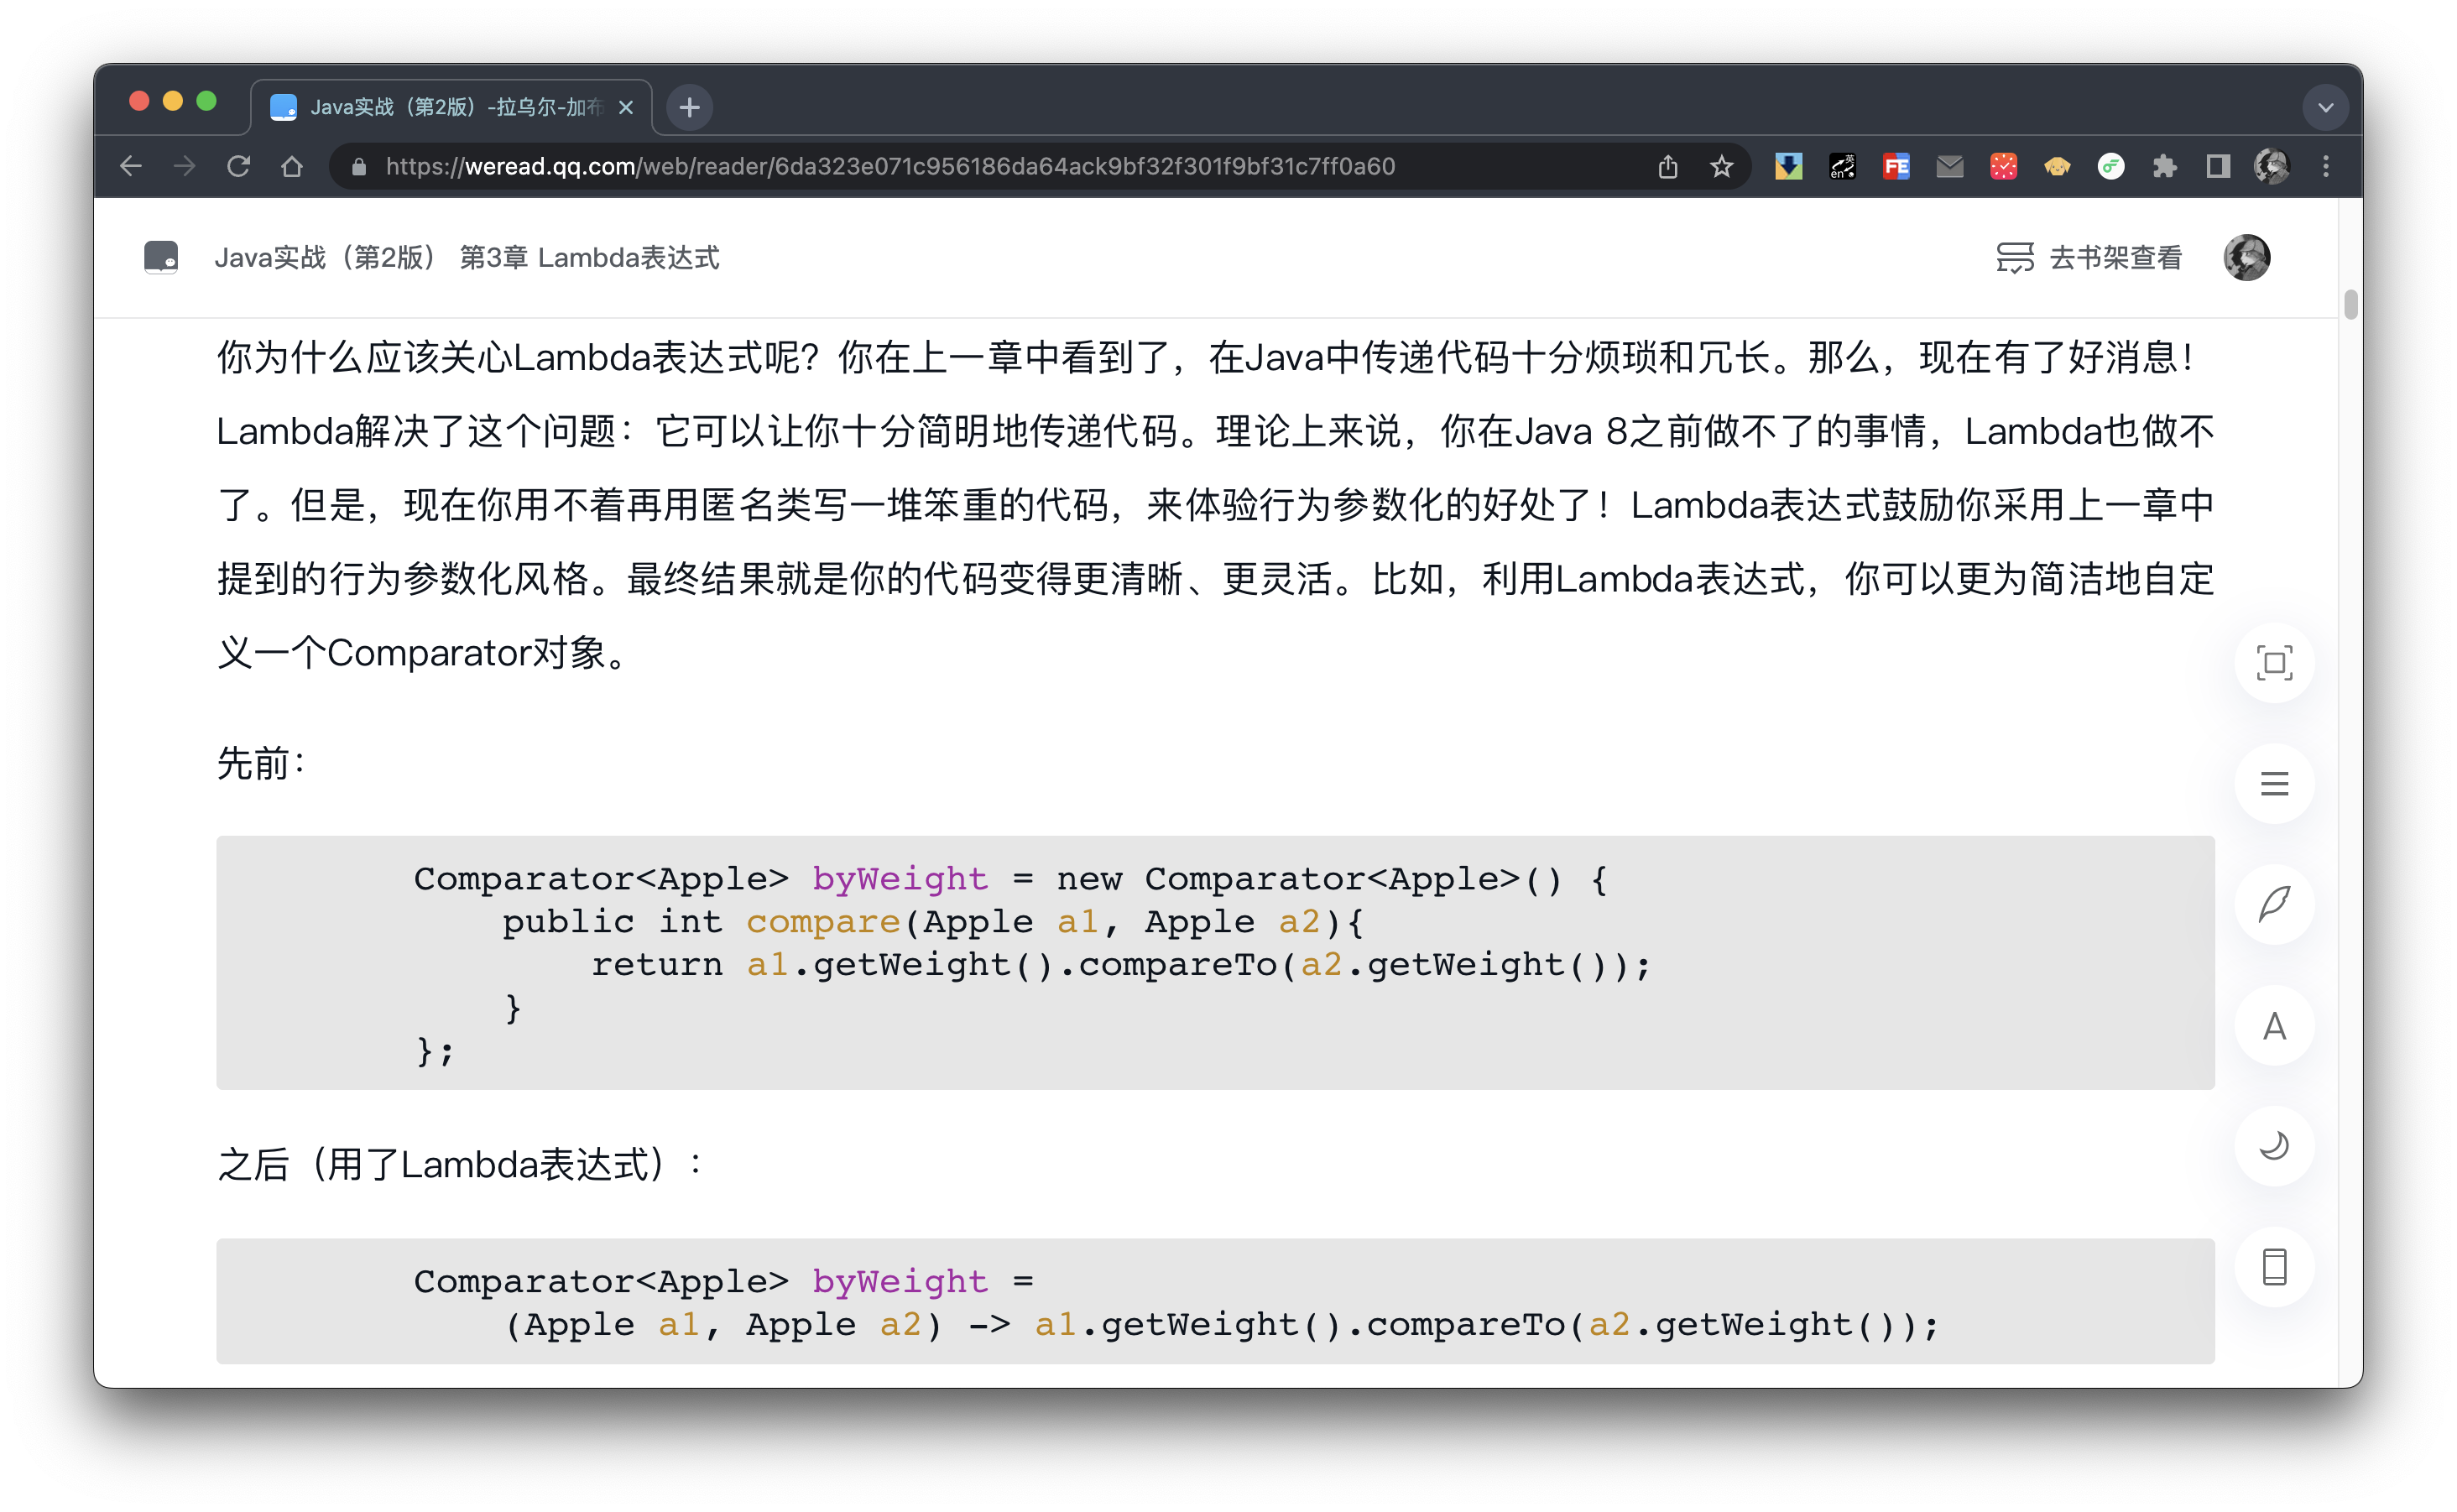 Java实战（第2版）-拉乌尔-加布
https://weread.qq.com/web/reader/6da323e071c956186da64ack9bf32f301f9bf31c7ff0a60
英
en
FE
Java实战（第2版） 第3章 Lambda表达式
去书架查看
你为什么应该关心Lambda表达式呢？你在上一章中看到了，在Java中传递代码十分烦琐和冗长。那么，现在有了好消息！
Lambda解决了这个问题：它可以让你十分简明地传递代码。理论上来说，你在Java 8之前做不了的事情，Lambda也做不
了。但是，现在你用不着再用匿名类写一堆笨重的代码，来体验行为参数化的好处了！Lambda表达式鼓励你采用上一章中
提到的行为参数化风格。最终结果就是你的代码变得更清晰、更灵活。比如，利用Lambda表达式，你可以更为简洁地自定
义一个Comparator对象。
先前：
Comparator<Apple> byWeight = new Comparator<Apple>() {
    public int compare(Apple a1, Apple a2){
        return a1.getWeight().compareTo(a2.getWeight());
    }
};
之后（用了Lambda表达式）：
Comparator<Apple> byWeight =
    (Apple a1, Apple a2) -> a1.getWeight().compareTo(a2.getWeight());
A